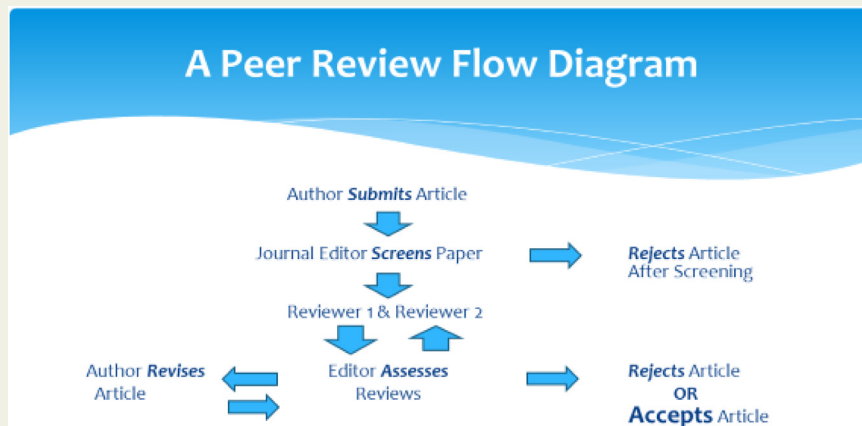 A Peer Review Flow Diagram
Author Submits Article
Journal Editor Screens Paper
Rejects Article
After Screening
Reviewer 1 & Reviewer 2
Author Revises
Article
Editor Assesses
Reviews
Rejects Article
OR
Accepts Article